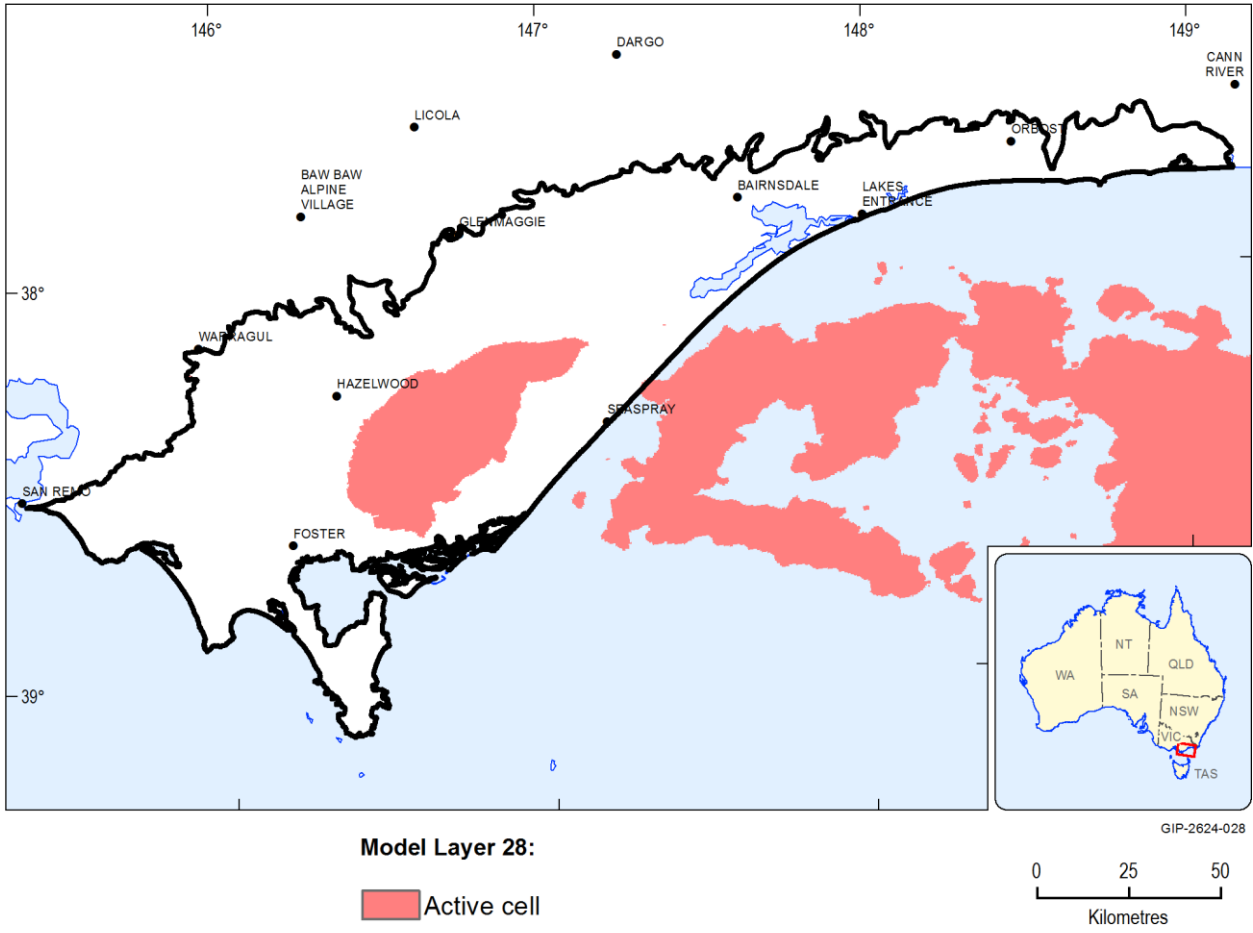 146°
147°
148°
149°
DARGO
CANN
RIVER
LICOLA
ORBOST
BAW BAW
ALPINE
VILLAGE
BAIRNSDALE
LAKES
ENTRANCE
GLENMAGGIE
38°
WARRAGUL
HAZELWOOD
SEASPRAY
SAN REMO
FOSTER
39°
NT
QLD
WA
SA
NSW
VIC
TAS
GIP-2624-028
Model Layer 28:
Active cell
0 25 50
Kilometres